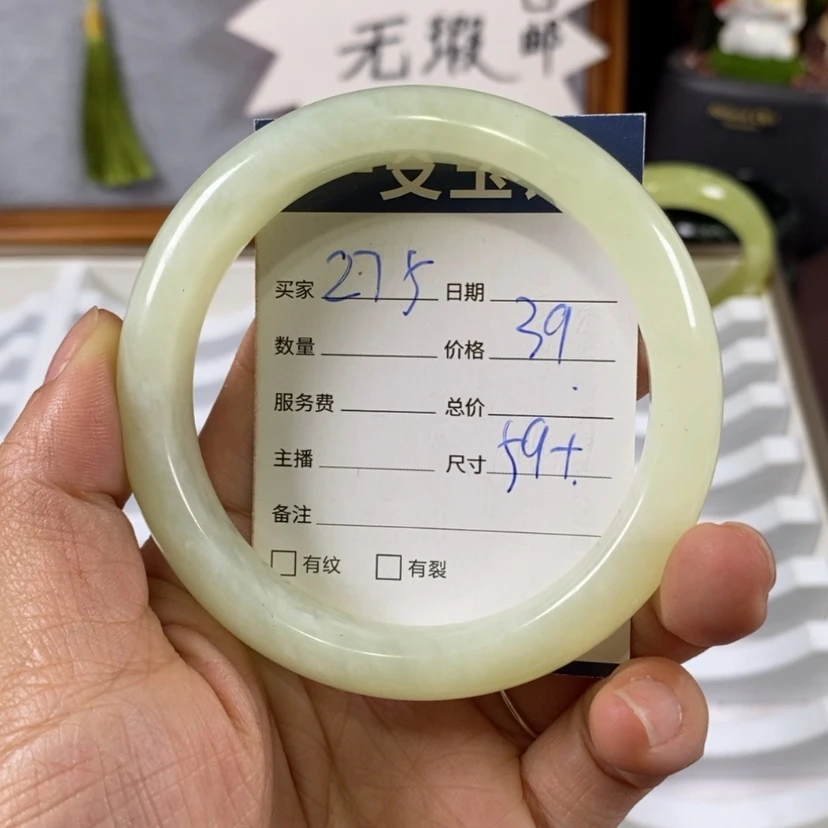 无瑕
邮
买家 275 日期
数量 价格 39
服务费 总价
主播 尺寸 59+
备注
有纹 有裂